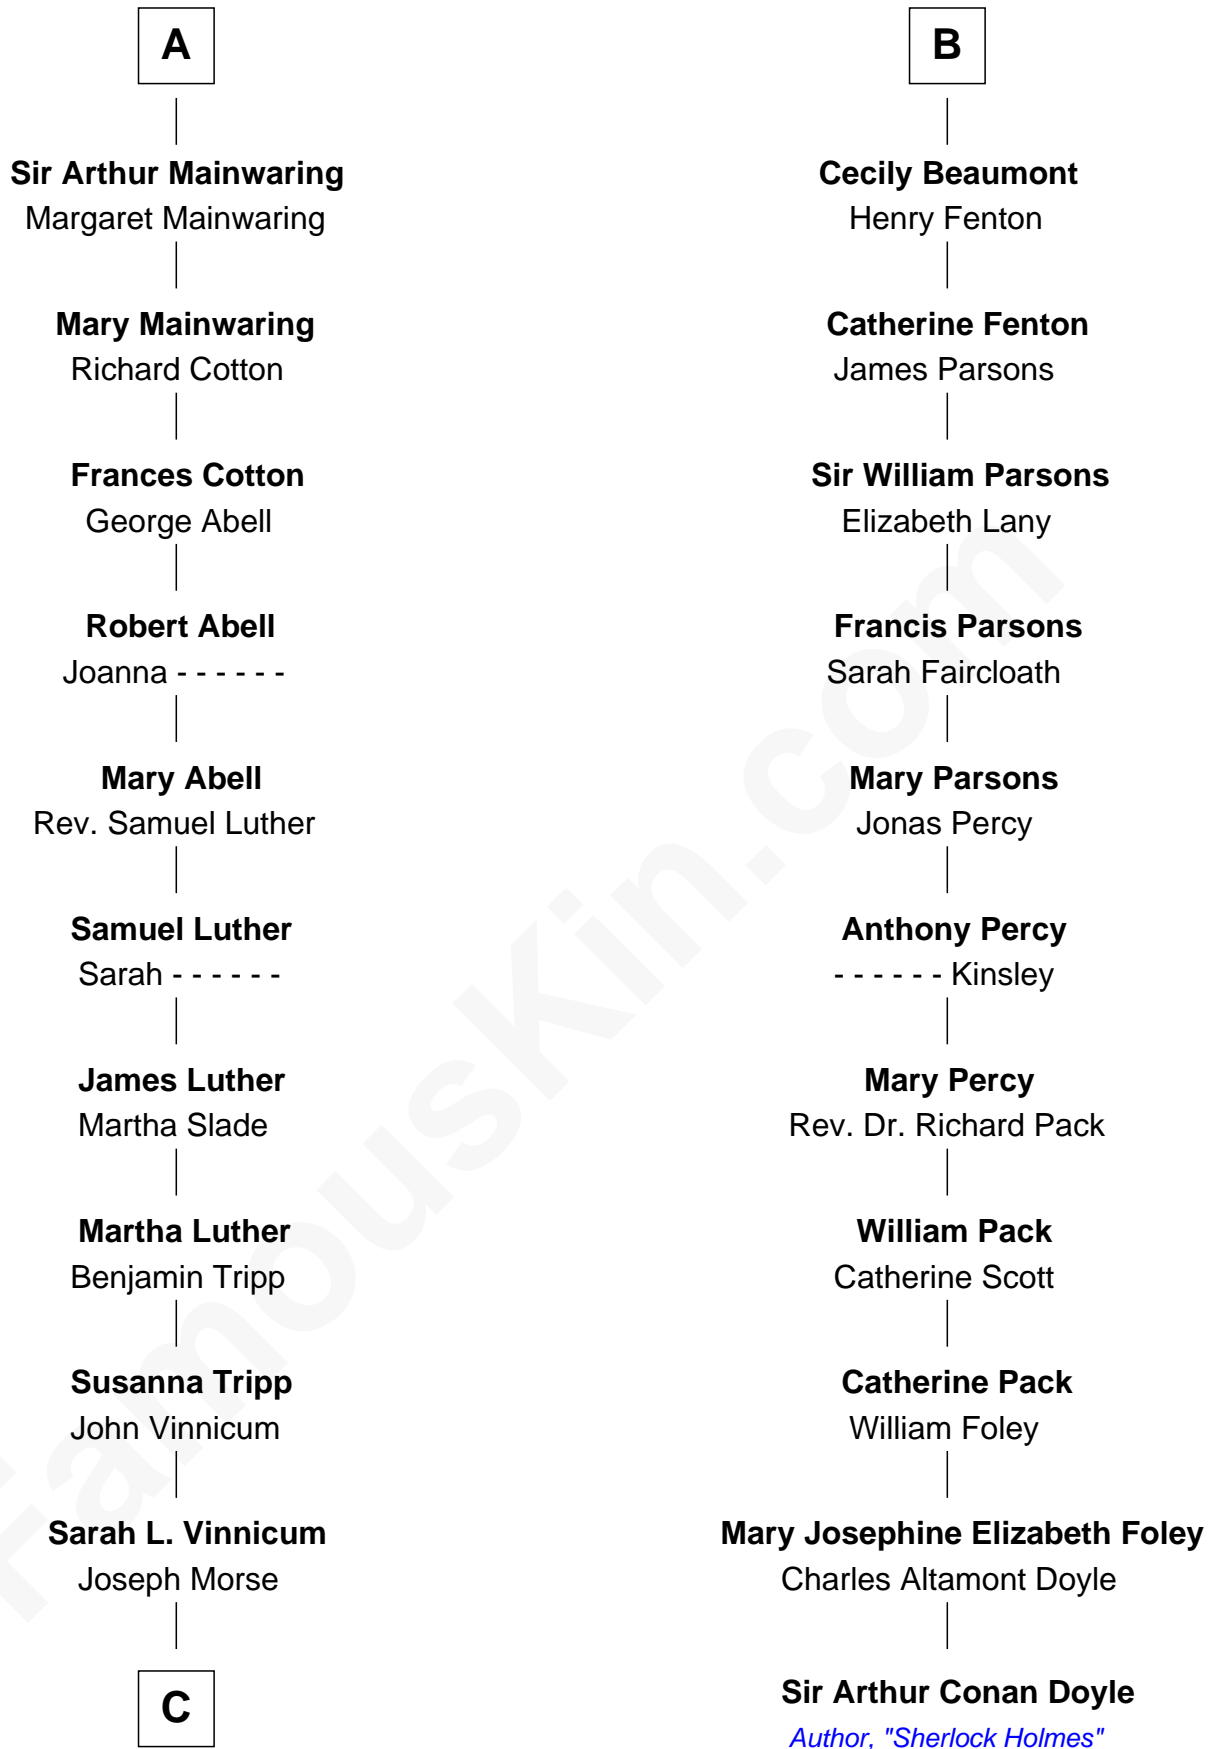 A
Sir Arthur Mainwaring
Margaret Mainwaring
Mary Mainwaring
Richard Cotton
Frances Cotton
George Abell
Robert Abell
Joanna - - - - - -
Mary Abell
Rev. Samuel Luther
Samuel Luther
Sarah - - - - - -
James Luther
Martha Slade
Martha Luther
Benjamin Tripp
Susanna Tripp
John Vinnicum
Sarah L. Vinnicum
Joseph Morse
C
B
Cecily Beaumont
Henry Fenton
Catherine Fenton
James Parsons
Sir William Parsons
Elizabeth Lany
Francis Parsons
Sarah Faircloath
Mary Parsons
Jonas Percy
Anthony Percy
- - - - - - Kinsley
Mary Percy
Rev. Dr. Richard Pack
William Pack
Catherine Scott
Catherine Pack
William Foley
Mary Josephine Elizabeth Foley
Charles Altamont Doyle
Sir Arthur Conan Doyle
Author, "Sherlock Holmes"
FamousKin.com